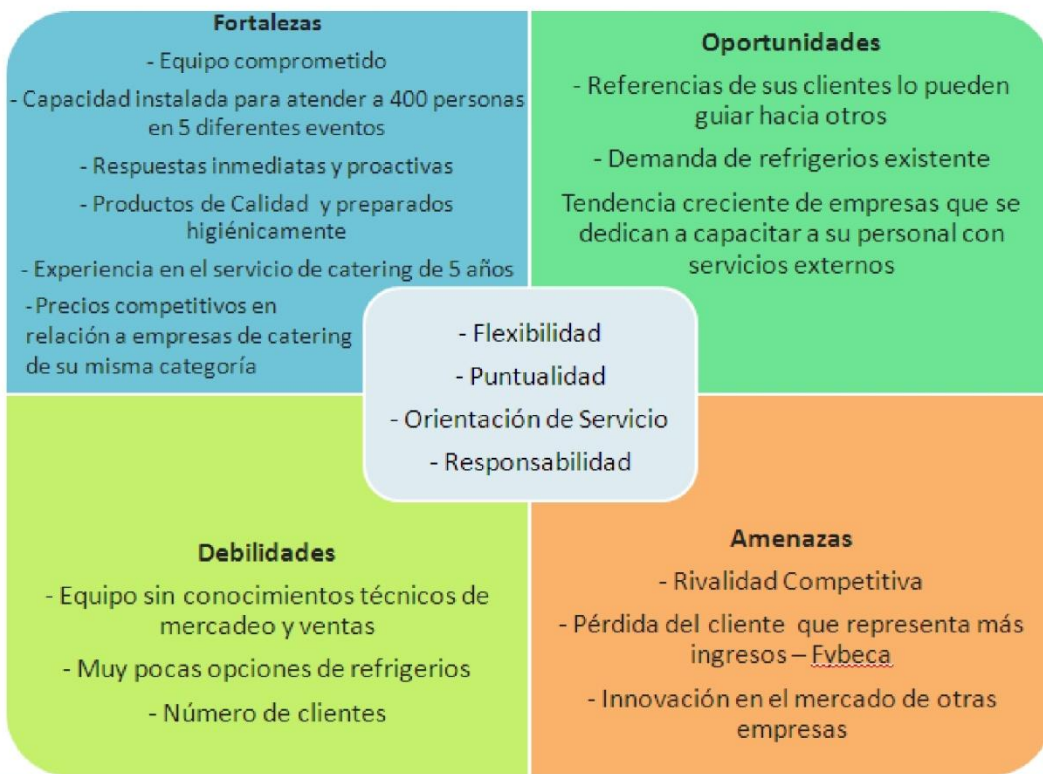 Fortalezas
- Equipo comprometido
- Capacidad instalada para atender a 400 personas
en 5 diferentes eventos
- Respuestas inmediatas y proactivas
- Productos de Calidad y preparados
higiénicamente
- Experiencia en el servicio de catering de 5 años
- Precios competitivos en
relación a empresas de catering
de su misma categoría
Oportunidades
- Referencias de sus clientes lo pueden
guiar hacia otros
- Demanda de refrigerios existente
Tendencia creciente de empresas que se
dedican a capacitar a su personal con
servicios externos
- Flexibilidad
- Puntualidad
- Orientación de Servicio
- Responsabilidad
Debilidades
- Equipo sin conocimientos técnicos de
mercadeo y ventas
- Muy pocas opciones de refrigerios
- Número de clientes
Amenazas
- Rivalidad Competitiva
- Pérdida del cliente que representa más
ingresos – Fybeca
- Innovación en el mercado de otras
empresas